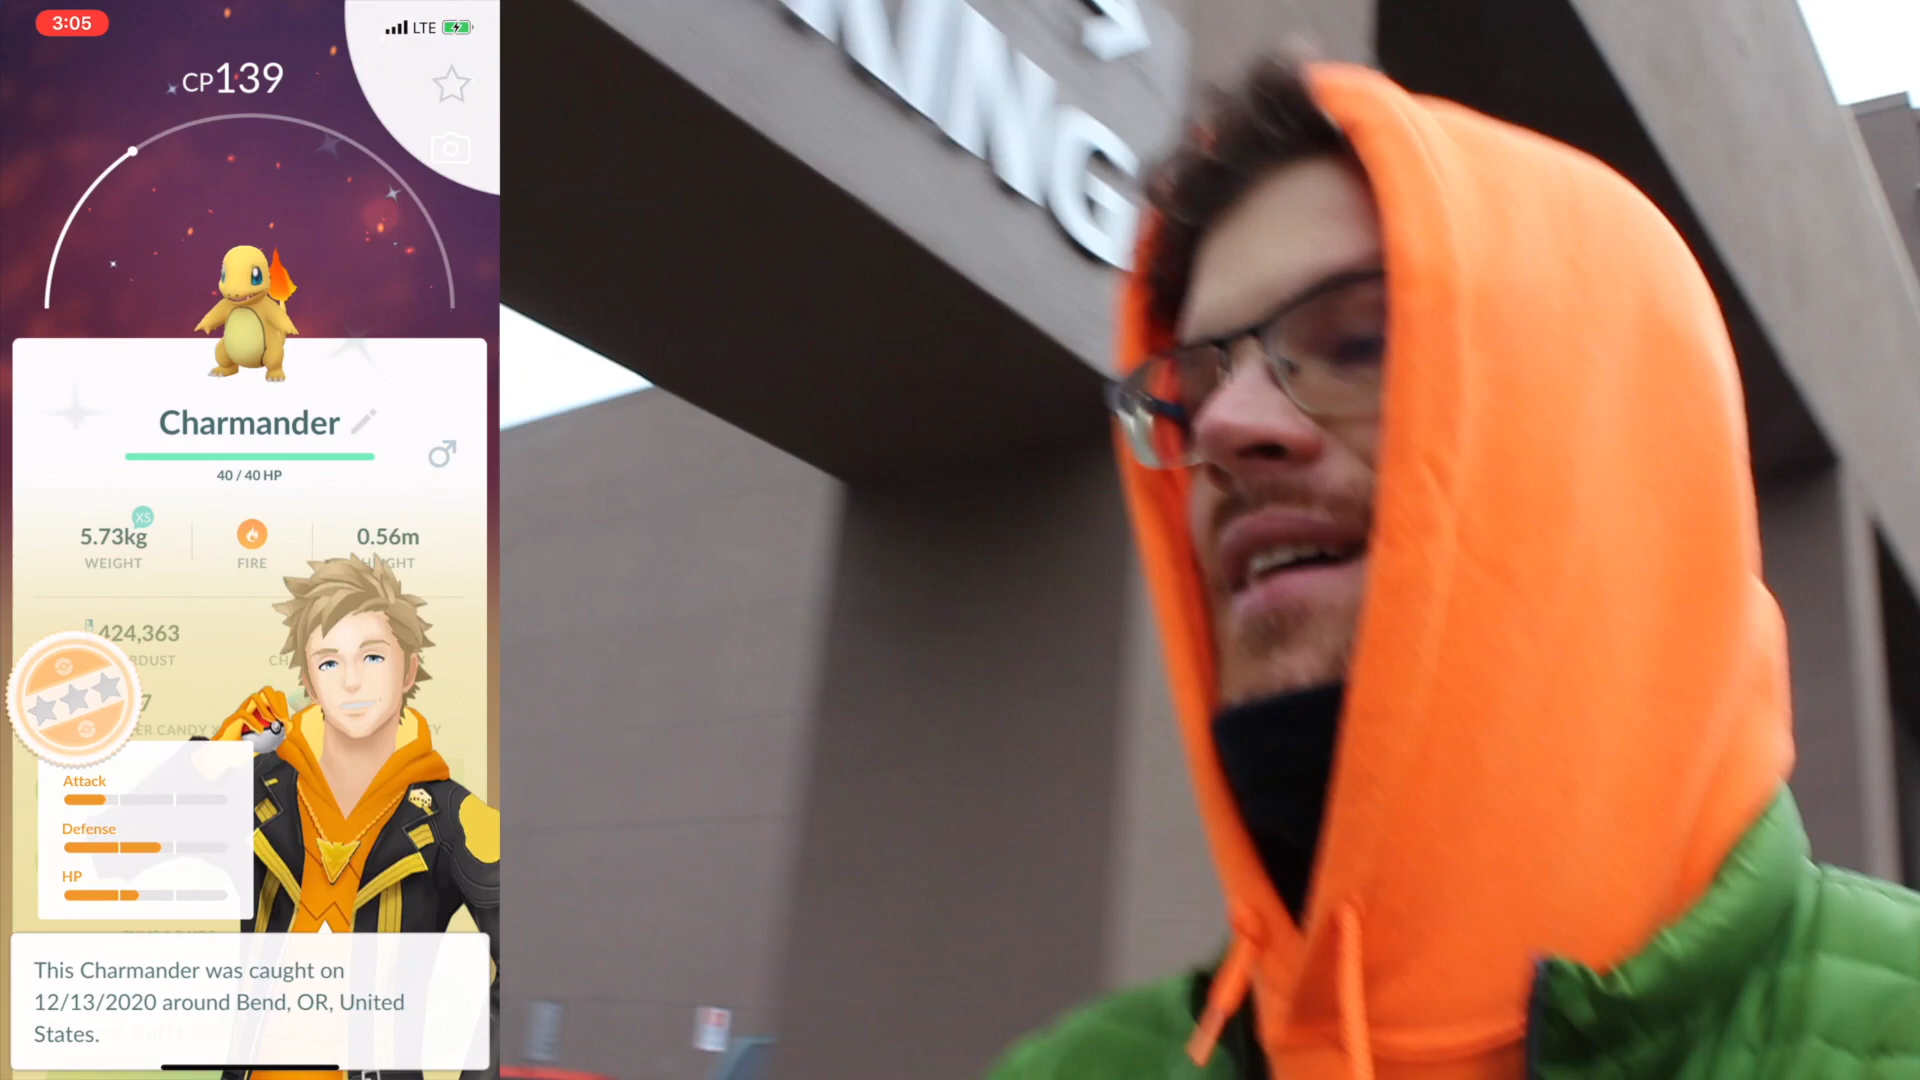 3:05
LTE
CP139
Charmander
40 / 40 HP
XS
5.73kg
0.56m
WEIGHT
FIRE
424,363
Attack
Defense
HP
This Charmander was caught on
12/13/2020 around Bend, OR, United
States.
KING